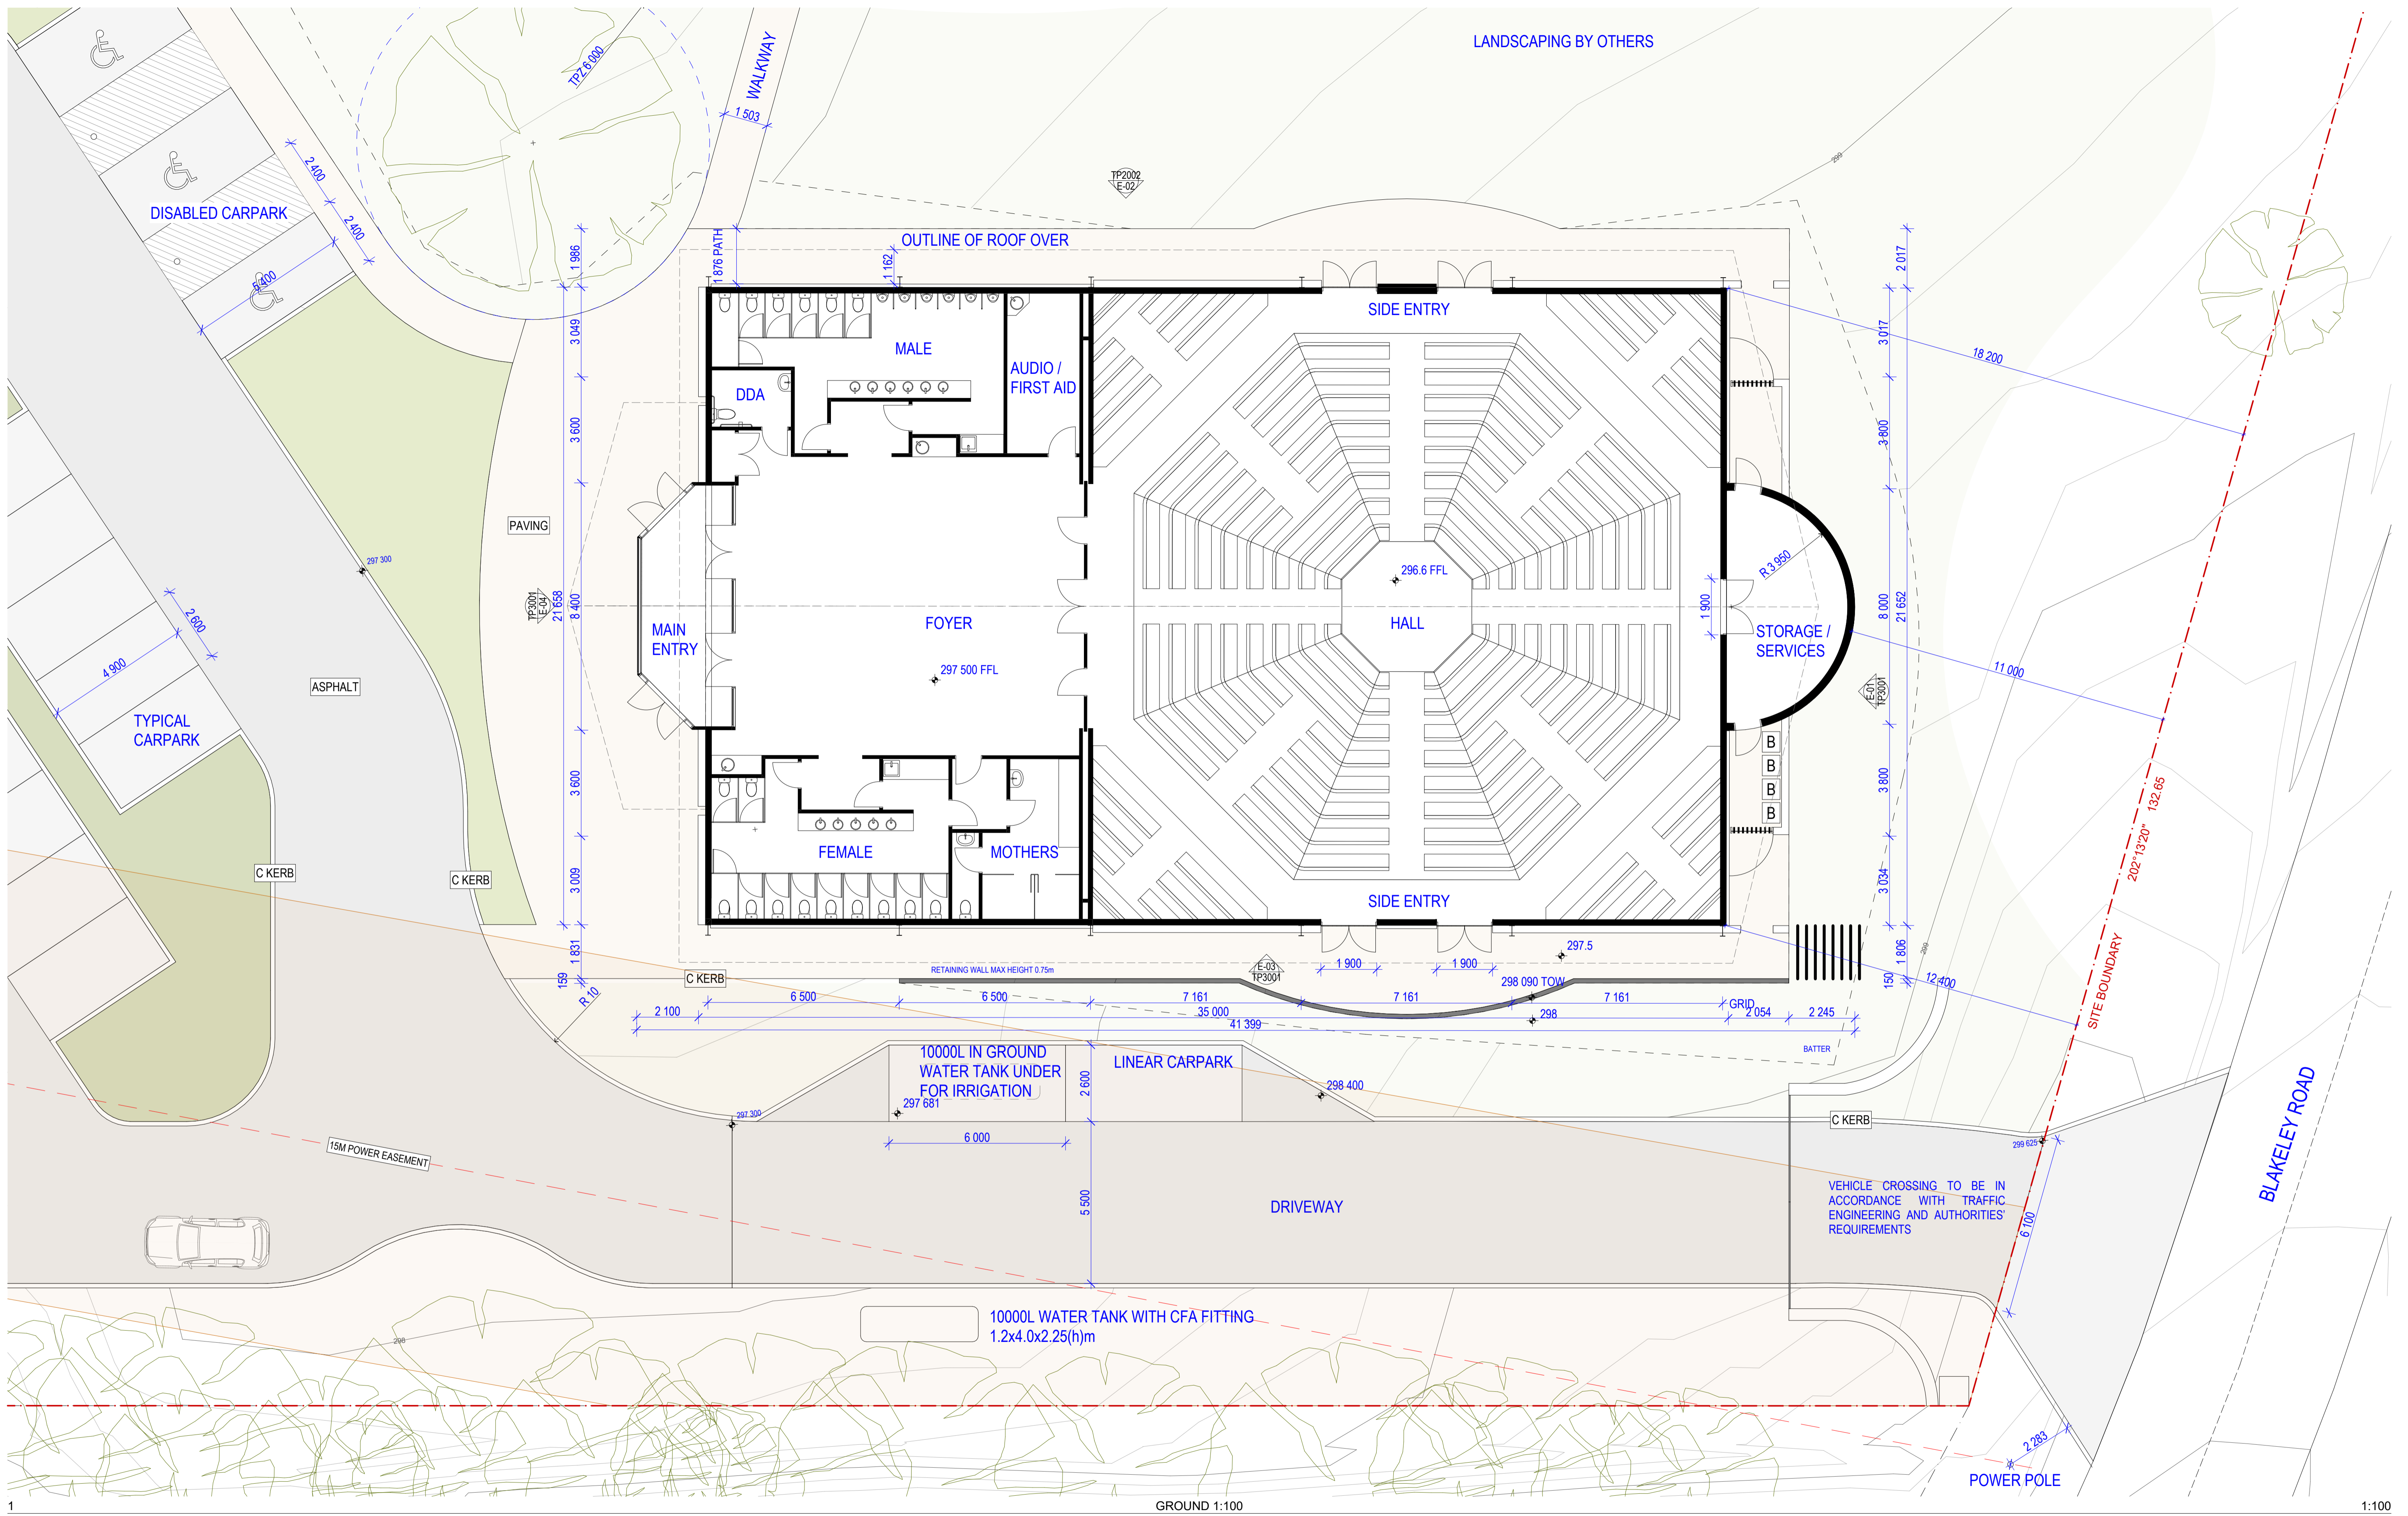 LANDSCAPING BY OTHERS
TPZ 6 000
WALKWAY
1 503
299
TP2002
E-02
2 400
2 400
DISABLED CARPARK
5 400
OUTLINE OF ROOF OVER
1 986
1 876 PATH
1 162
2 017
SIDE ENTRY
3 049
MALE
3 017
18 200
AUDIO /
FIRST AID
DDA
3 600
3 800
PAVING
297 300
R 3 950
296.6 FFL
TP3001
E-04
21 658
8 400
1 900
8 000
21 652
2 600
MAIN
ENTRY
FOYER
HALL
STORAGE /
SERVICES
4 900
297 500 FFL
11 000
ASPHALT
E-01
TP3001
TYPICAL
CARPARK
B
B
B
B
3 600
3 800
202°13'20" 132.65
SITE BOUNDARY
C KERB
C KERB
FEMALE
MOTHERS
3 009
3 034
SIDE ENTRY
1 831
297.5
1 806
299
159
C KERB
RETAINING WALL MAX HEIGHT 0.75m
E-03
TP3001
1 900
1 900
298 090 TOW
150
12 400
R 10
6 500
6 500
7 161
7 161
7 161
GRID
2 100
35 000
298
2 054
2 245
41 399
BATTER
10000L IN GROUND
WATER TANK UNDER
FOR IRRIGATION
LINEAR CARPARK
2 600
298 400
297 681
297 300
C KERB
BLAKELEY ROAD
6 000
299 625
15M POWER EASEMENT
5 500
DRIVEWAY
VEHICLE CROSSING TO BE IN
ACCORDANCE WITH TRAFFIC
ENGINEERING AND AUTHORITIES'
REQUIREMENTS
6 100
10000L WATER TANK WITH CFA FITTING
1.2x4.0x2.25(h)m
298
2 283
POWER POLE
1
GROUND 1:100
1:100